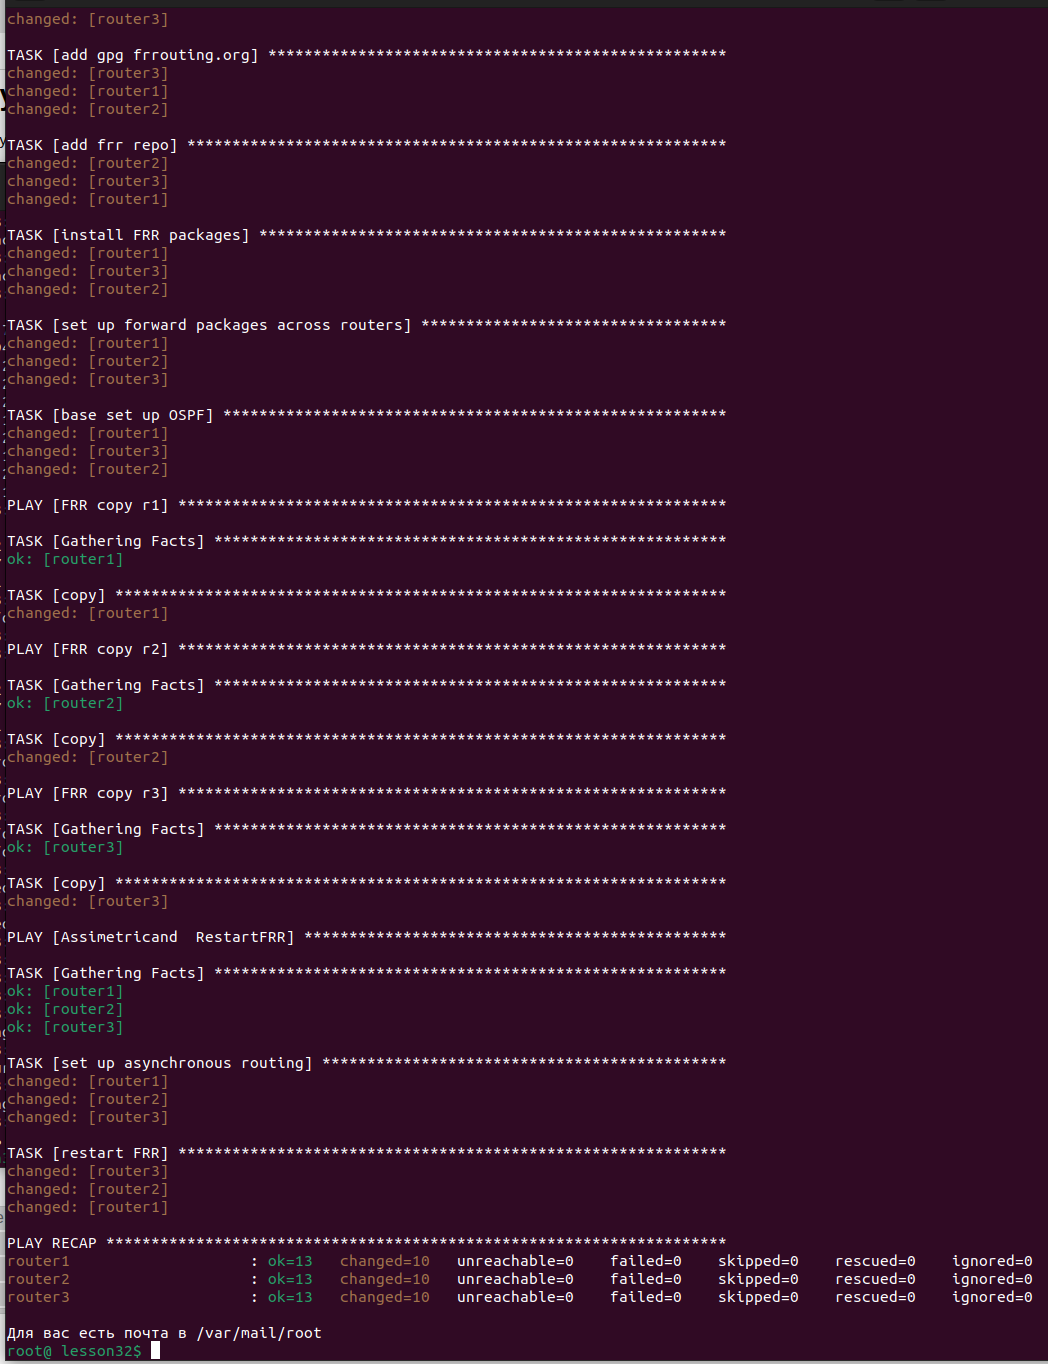 changed: [router3]
TASK [add gpg frrouting.org] ***************************************************
changed: [router3]
changed: [router1]
changed: [router2]
TASK [add frr repo] ************************************************************
changed: [router2]
changed: [router3]
changed: [router1]
TASK [install FRR packages] ****************************************************
changed: [router1]
changed: [router3]
changed: [router2]
TASK [set up forward packages across routers] **********************************
changed: [router1]
changed: [router2]
changed: [router3]
TASK [base set up OSPF] ********************************************************
changed: [router1]
changed: [router3]
changed: [router2]
PLAY [FRR copy r1] *************************************************************
TASK [Gathering Facts] *********************************************************
ok: [router1]
TASK [copy] ********************************************************************
changed: [router1]
PLAY [FRR copy r2] *************************************************************
TASK [Gathering Facts] *********************************************************
ok: [router2]
TASK [copy] ********************************************************************
changed: [router2]
PLAY [FRR copy r3] *************************************************************
TASK [Gathering Facts] *********************************************************
ok: [router3]
TASK [copy] ********************************************************************
changed: [router3]
PLAY [Assimetricand  RestartFRR] ***********************************************
TASK [Gathering Facts] *********************************************************
ok: [router1]
ok: [router2]
ok: [router3]
TASK [set up asynchronous routing] *********************************************
changed: [router1]
changed: [router2]
changed: [router3]
TASK [restart FRR] *************************************************************
changed: [router3]
changed: [router2]
changed: [router1]
PLAY RECAP *********************************************************************
router1                    : ok=13   changed=10   unreachable=0    failed=0    skipped=0    rescued=0    ignored=0
router2                    : ok=13   changed=10   unreachable=0    failed=0    skipped=0    rescued=0    ignored=0
router3                    : ok=13   changed=10   unreachable=0    failed=0    skipped=0    rescued=0    ignored=0
Для вас есть почта в /var/mail/root
root@ lesson32$